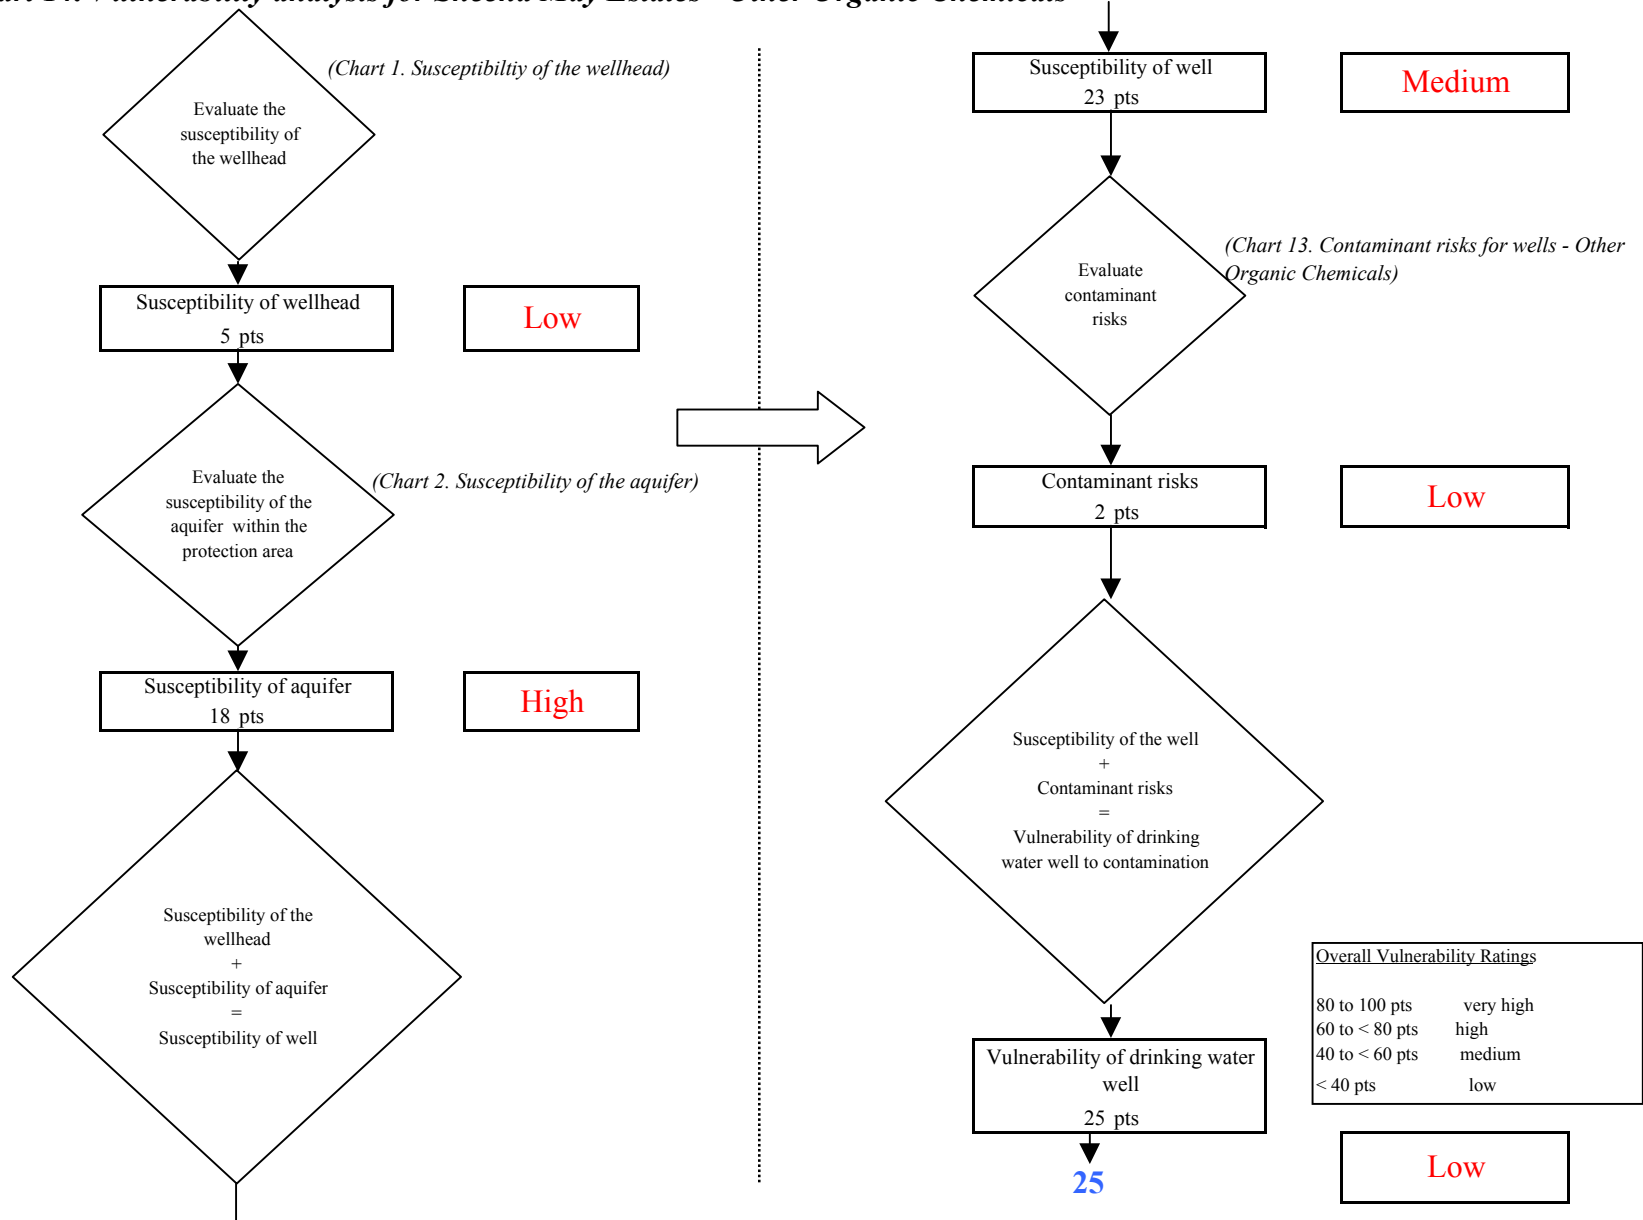 Evaluate the
susceptibility of
the wellhead
(Chart 1. Susceptibiltiy of the wellhead)
Susceptibility of wellhead
5 pts
Low
Evaluate the
susceptibility of the
aquifer within the
protection area
(Chart 2. Susceptibility of the aquifer)
Susceptibility of aquifer
18 pts
High
Susceptibility of the
wellhead
+
Susceptibility of aquifer
=
Susceptibility of well
Susceptibility of well
23 pts
Medium
Evaluate
contaminant
risks
(Chart 13. Contaminant risks for wells - Other
Organic Chemicals)
Contaminant risks
2 pts
Low
Susceptibility of the well
+
Contaminant risks
=
Vulnerability of drinking
water well to contamination
Vulnerability of drinking water
well
25 pts
25
Overall Vulnerability Ratings
80 to 100 pts very high
60 to < 80 pts high
40 to < 60 pts medium
< 40 pts low
Low